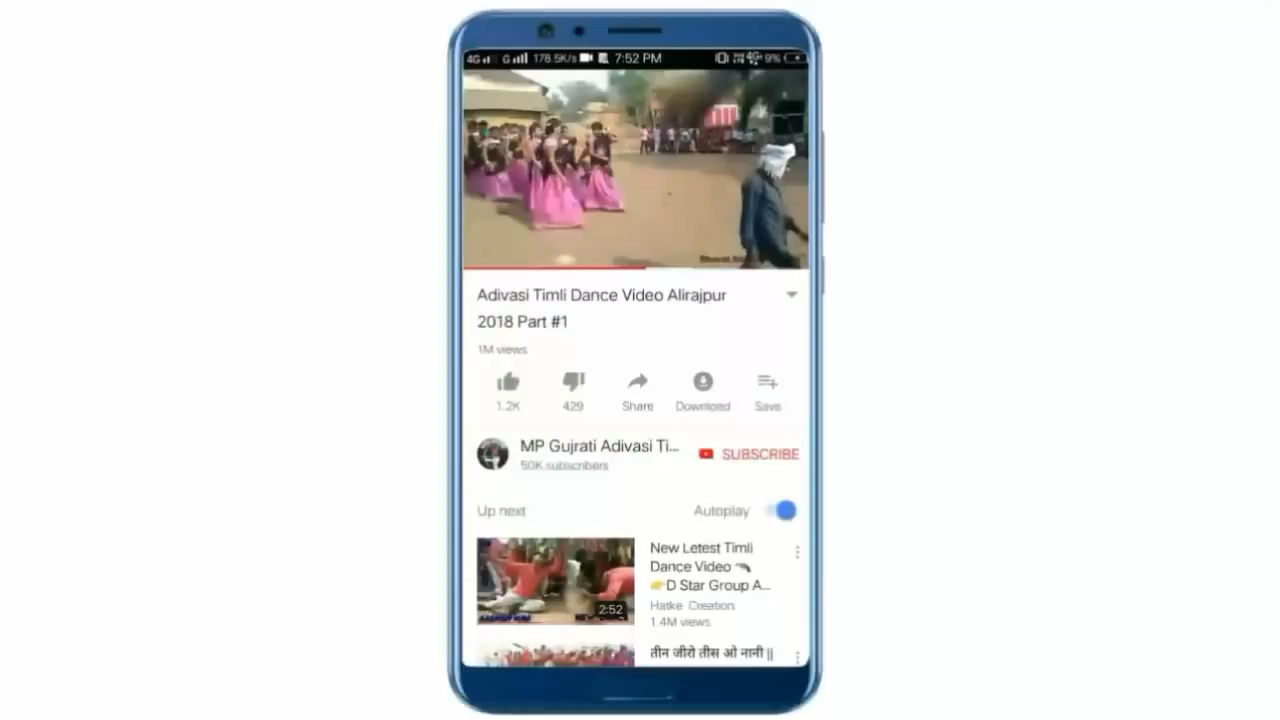 4G G 178.5K/s 7:52 PM 4G+ 9%
Adivasi Timli Dance Video Alirajpur
2018 Part #1
1M views
1.2K 429 Share Download Save
MP Gujrati Adivasi Ti... SUBSCRIBE
50K subscribers
Up next Autoplay
New Letest Timli
Dance Video
D Star Group A...
Hatke Creation
1.4M views
2:52
तीन जीरो तीस ओ नानी ||